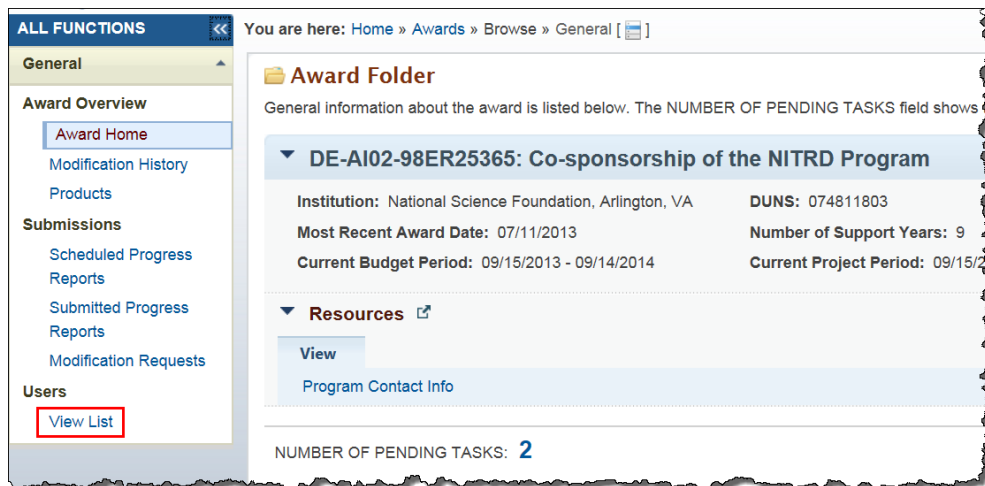 ALL FUNCTIONS
General
Award Overview
Award Home
Modification History
Products
Submissions
Scheduled Progress
Reports
Submitted Progress
Reports
Modification Requests
Users
View List
You are here: Home » Awards » Browse » General [ ]
Award Folder
General information about the award is listed below. The NUMBER OF PENDING TASKS field shows
DE-AI02-98ER25365: Co-sponsorship of the NITRD Program
Institution: National Science Foundation, Arlington, VA DUNS: 074811803
Most Recent Award Date: 07/11/2013 Number of Support Years: 9
Current Budget Period: 09/15/2013 - 09/14/2014 Current Project Period: 09/15/2
Resources
View
Program Contact Info
NUMBER OF PENDING TASKS: 2